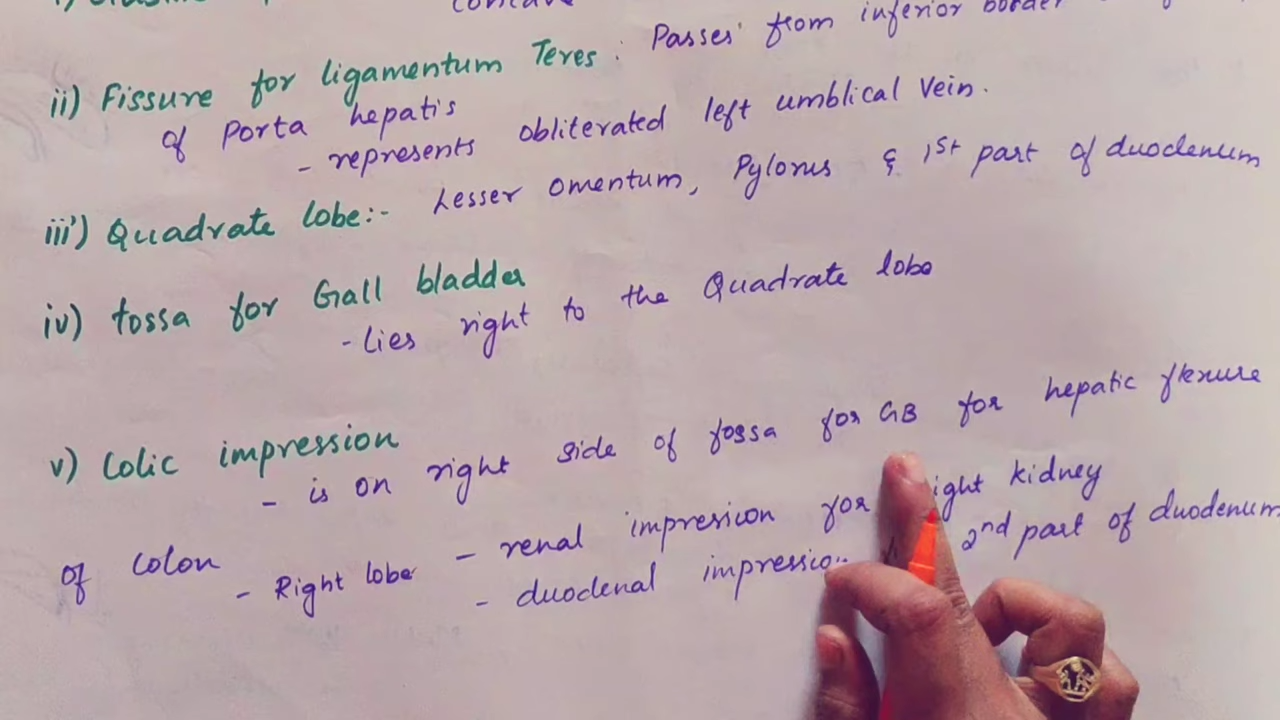 concave
ii) Fissure for ligamentum Teres : Passes from inferior border
of Porta hepatis
- represents obliterated left umblical vein.
iii) Quadrate lobe:- Lesser omentum, Pylorus & 1st part of duodenum
iv) fossa for Gall bladder
- Lies right to the Quadrate lobe
v) Colic impression
- is on right side of fossa for GB for hepatic flexure
of colon
- Right lobe - renal impression for right kidney
- duodenal impression 2nd part of duodenum